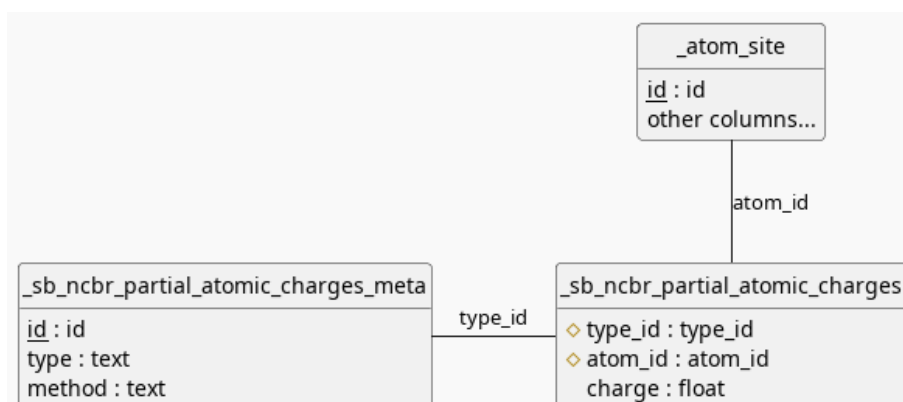 _atom_site
id : id
other columns...
atom_id
_sb_ncbr_partial_atomic_charges_meta
id : id
type : text
method : text
type_id
_sb_ncbr_partial_atomic_charges
type_id : type_id
atom_id : atom_id
charge : float